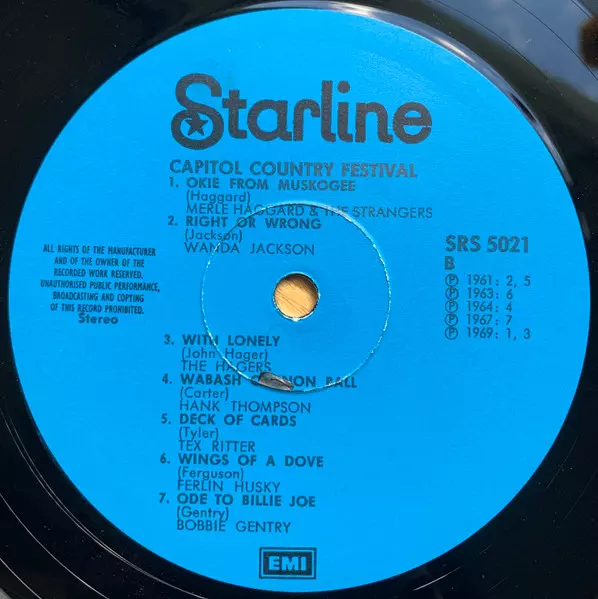 Starline
CAPITOL COUNTRY FESTIVAL
1. OKIE FROM MUSKOGEE
(Haggard)
MERLE HAGGARD & THE STRANGERS
2. RIGHT OR WRONG
(Jackson)
WANDA JACKSON
ALL RIGHTS OF THE MANUFACTURER
AND OF THE OWNER OF THE
RECORDED WORK RESERVED.
UNAUTHORISED PUBLIC PERFORMANCE,
BROADCASTING AND COPYING
OF THIS RECORD PROHIBITED.
Stereo
SRS 5021
B
Ⓟ 1961: 2, 5
Ⓟ 1963: 6
Ⓟ 1964: 4
Ⓟ 1967: 7
Ⓟ 1969: 1, 3
3. WITH LONELY
(John Hager)
THE HAGERS
4. WABASH BALL
(Carter)
HANK THOMPSON
5. DECK OF CARDS
(Tyler)
TEX RITTER
6. WINGS OF A DOVE
(Ferguson)
FERLIN HUSKY
7. ODE TO BILLIE JOE
(Gentry)
BOBBIE GENTRY
EMI